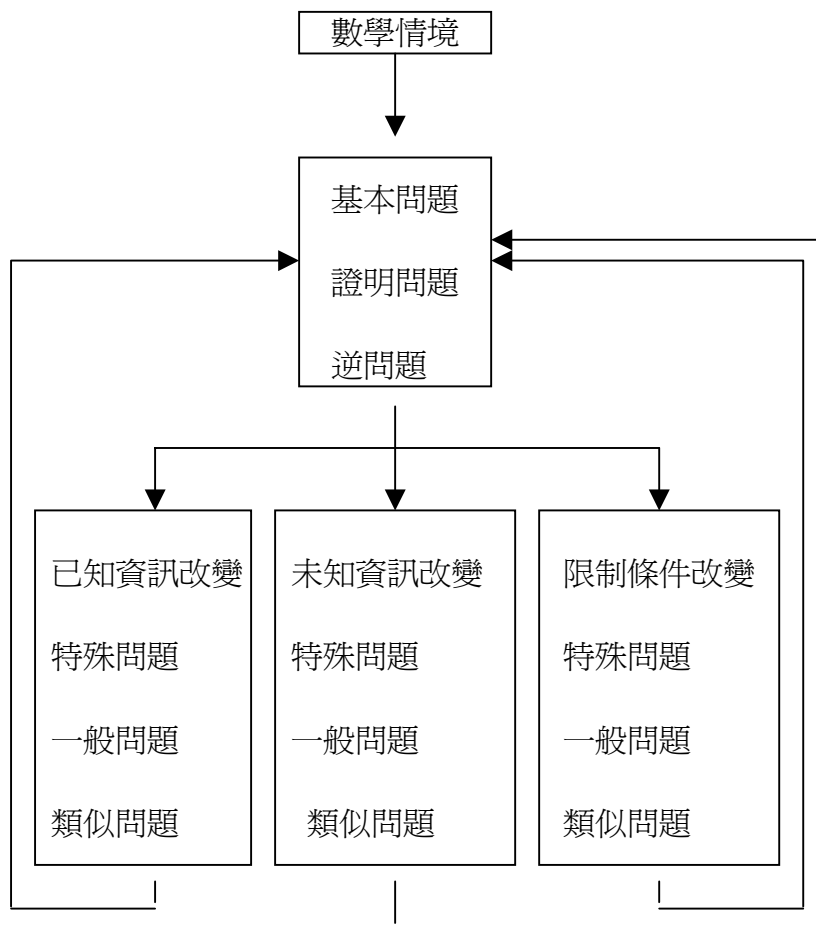 數學情境
基本問題
證明問題
逆問題
已知資訊改變
特殊問題
一般問題
類似問題
未知資訊改變
特殊問題
一般問題
類似問題
限制條件改變
特殊問題
一般問題
類似問題